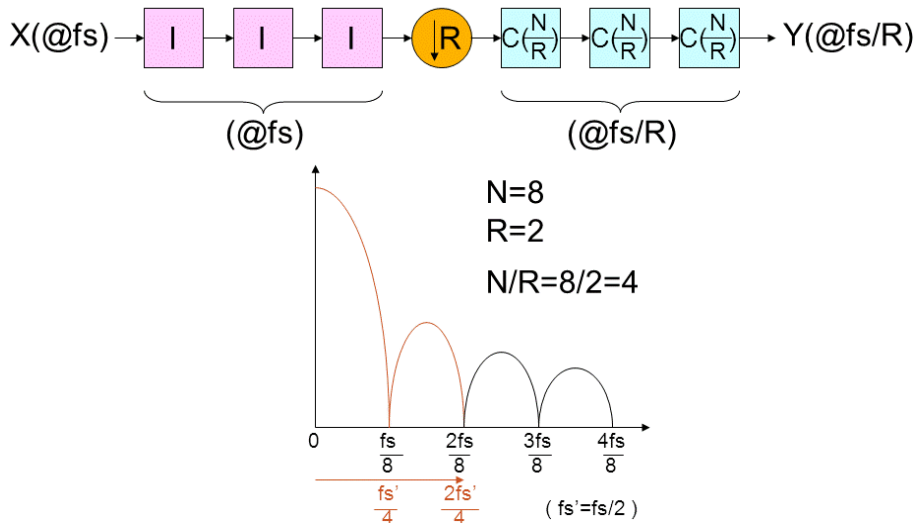 X(@fs) I I I ↓R C(N/R) C(N/R) C(N/R) Y(@fs/R)
(@fs) (@fs/R)
N=8
R=2
N/R=8/2=4
0 fs/8 2fs/8 3fs/8 4fs/8
fs'/4 2fs'/4 ( fs'=fs/2 )